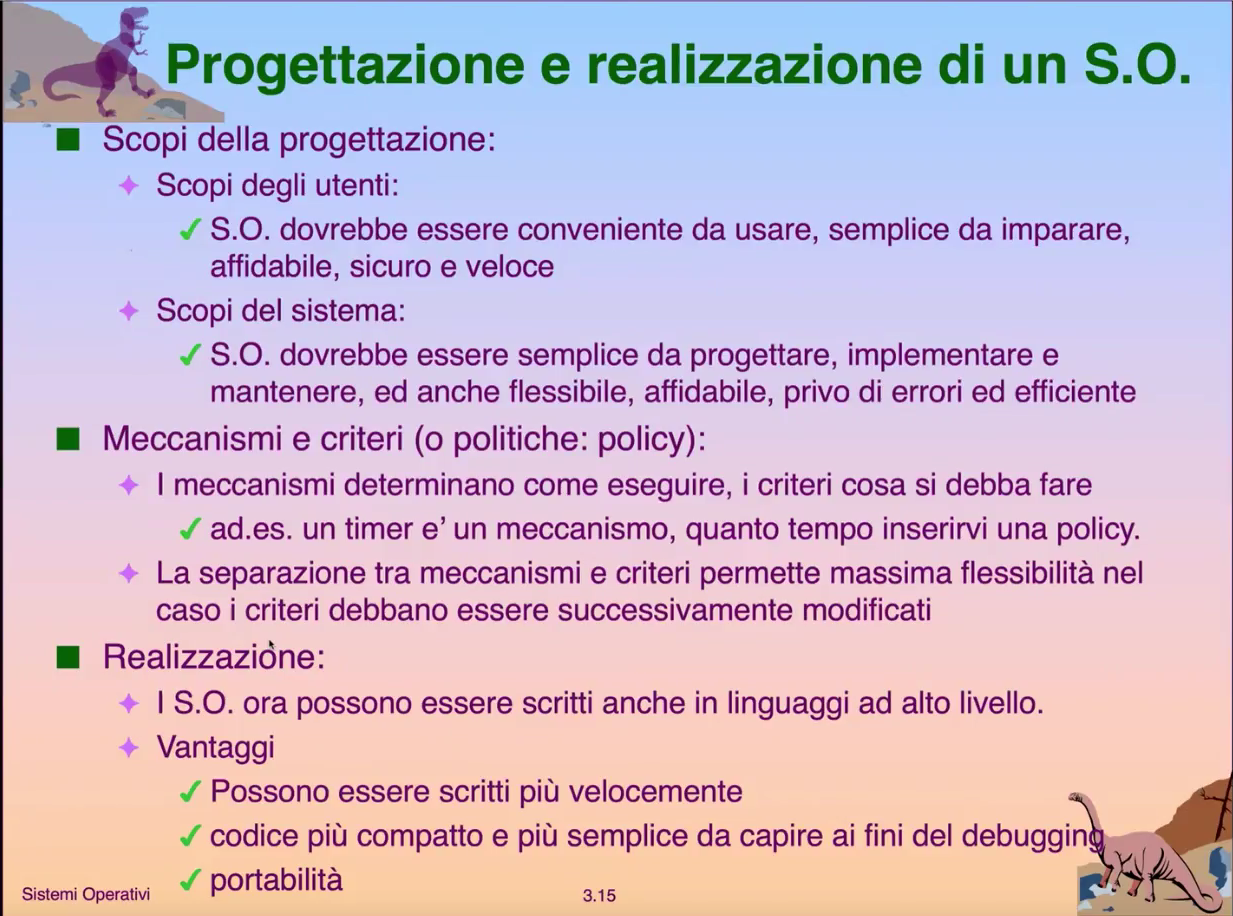 Progettazione e realizzazione di un S.O.
Scopi della progettazione:
Scopi degli utenti:
S.O. dovrebbe essere conveniente da usare, semplice da imparare,
affidabile, sicuro e veloce
Scopi del sistema:
S.O. dovrebbe essere semplice da progettare, implementare e
mantenere, ed anche flessibile, affidabile, privo di errori ed efficiente
Meccanismi e criteri (o politiche: policy):
I meccanismi determinano come eseguire, i criteri cosa si debba fare
ad.es. un timer e' un meccanismo, quanto tempo inserirvi una policy.
La separazione tra meccanismi e criteri permette massima flessibilità nel
caso i criteri debbano essere successivamente modificati
Realizzazione:
I S.O. ora possono essere scritti anche in linguaggi ad alto livello.
Vantaggi
Possono essere scritti più velocemente
codice più compatto e più semplice da capire ai fini del debugging
portabilità
Sistemi Operativi
3.15